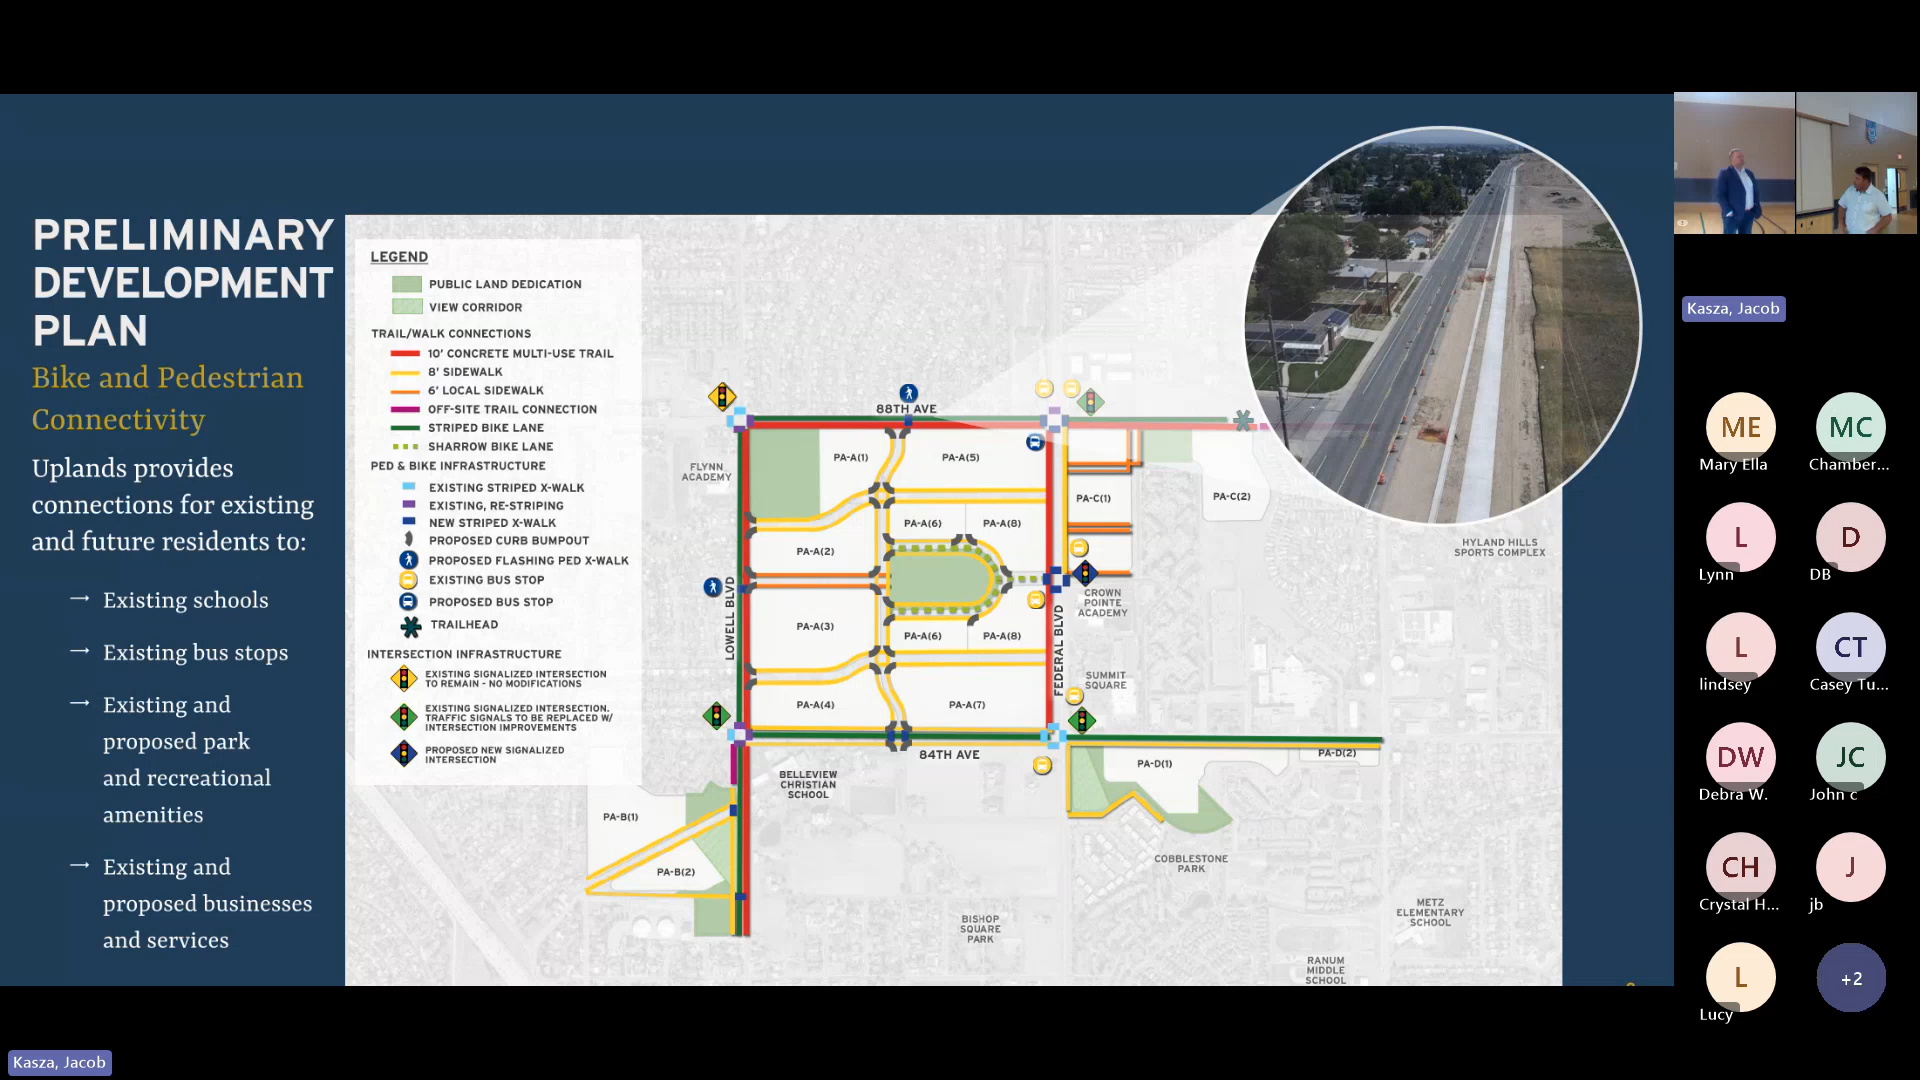 PRELIMINARY
DEVELOPMENT
PLAN
Bike and Pedestrian
Connectivity
Uplands provides
connections for existing
and future residents to:
→ Existing schools
→ Existing bus stops
→ Existing and
proposed park
and recreational
amenities
→ Existing and
proposed businesses
and services
LEGEND
PUBLIC LAND DEDICATION
VIEW CORRIDOR
TRAIL/WALK CONNECTIONS
10' CONCRETE MULTI-USE TRAIL
8' SIDEWALK
6' LOCAL SIDEWALK
OFF-SITE TRAIL CONNECTION
STRIPED BIKE LANE
SHARROW BIKE LANE
PED & BIKE INFRASTRUCTURE
EXISTING STRIPED X-WALK
EXISTING, RE-STRIPING
NEW STRIPED X-WALK
PROPOSED CURB BUMPOUT
PROPOSED FLASHING PED X-WALK
EXISTING BUS STOP
PROPOSED BUS STOP
TRAILHEAD
INTERSECTION INFRASTRUCTURE
EXISTING SIGNALIZED INTERSECTION
TO REMAIN - NO MODIFICATIONS
EXISTING SIGNALIZED INTERSECTION.
TRAFFIC SIGNALS TO BE REPLACED W/
INTERSECTION IMPROVEMENTS
PROPOSED NEW SIGNALIZED
INTERSECTION
88TH AVE
FLYNN
ACADEMY
PA-A(1)
PA-A(5)
PA-C(1)
PA-C(2)
PA-A(6)
PA-A(8)
PA-A(2)
HYLAND HILLS
SPORTS COMPLEX
LOWELL BLVD
FEDERAL BLVD
CROWN
POINTE
ACADEMY
PA-A(3)
PA-A(6)
PA-A(8)
SUMMIT
SQUARE
PA-A(4)
PA-A(7)
84TH AVE
PA-D(1)
PA-D(2)
BELLEVIEW
CHRISTIAN
SCHOOL
PA-B(1)
PA-B(2)
COBBLESTONE
PARK
BISHOP
SQUARE
PARK
METZ
ELEMENTARY
SCHOOL
RANUM
MIDDLE
SCHOOL
Kasza, Jacob
ME
Mary Ella
MC
Chamber...
L
Lynn
D
DB
L
lindsey
CT
Casey Tu...
DW
Debra W.
JC
John c
CH
Crystal H...
J
jb
L
Lucy
+2
Kasza, Jacob